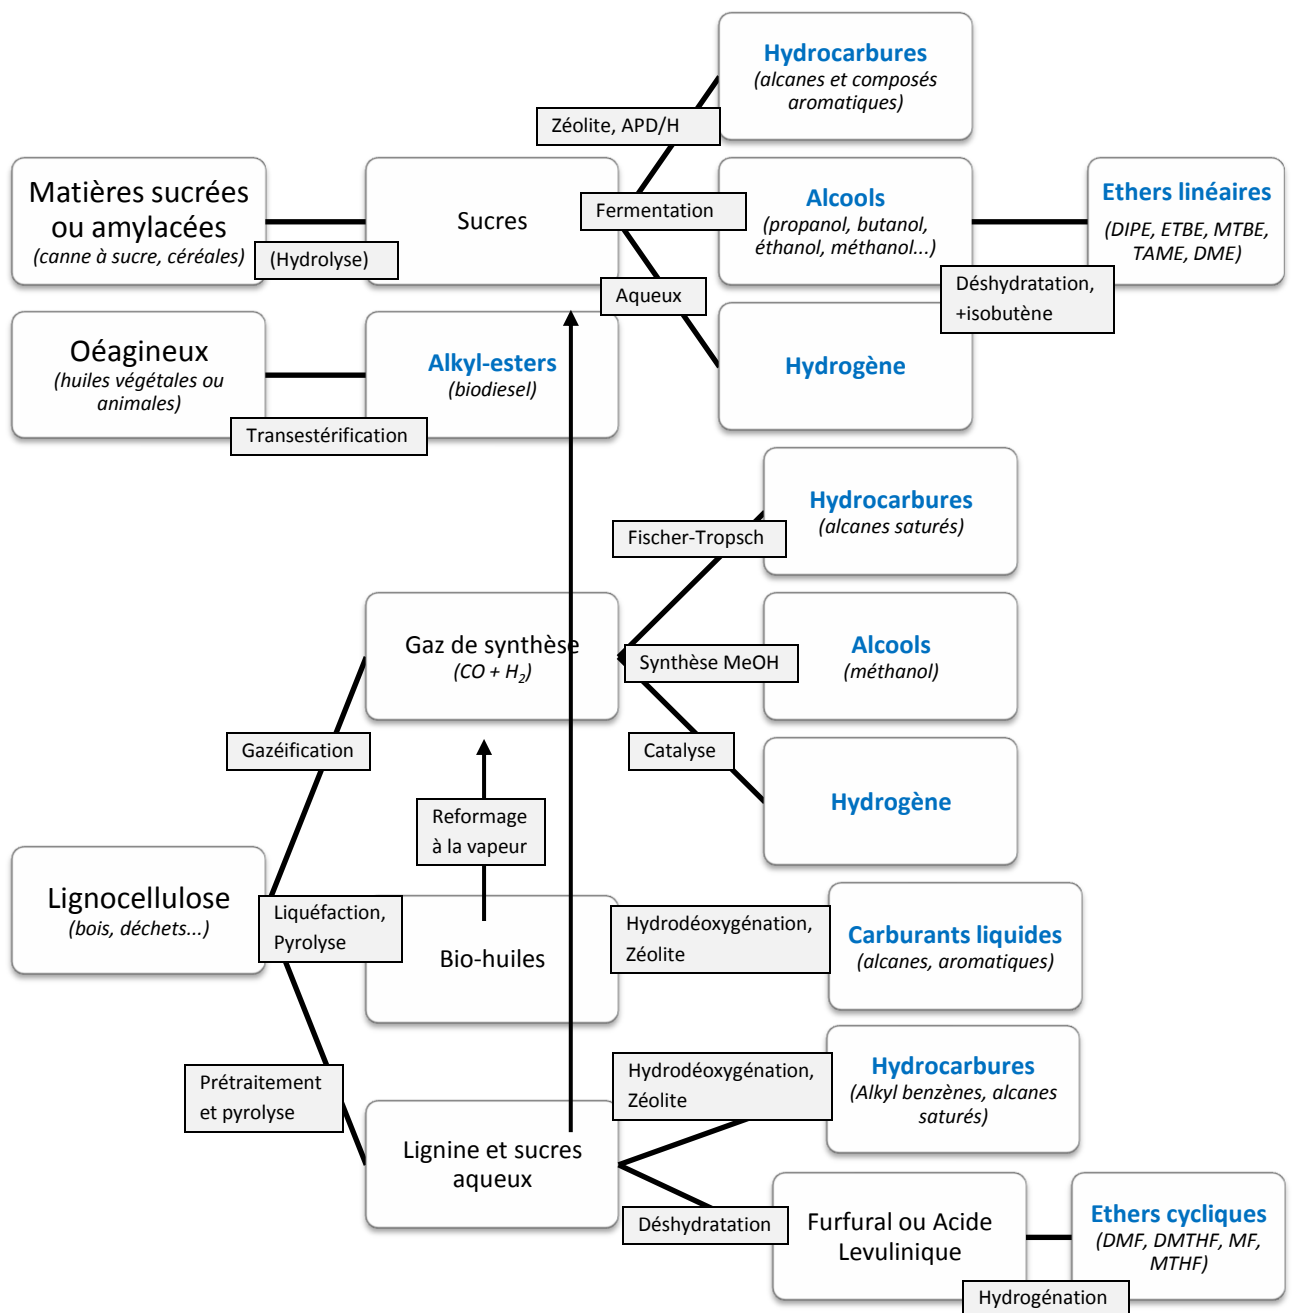 Hydrocarbures
(alcanes et composés
aromatiques)
Zéolite, APD/H
Matières sucrées
ou amylacées
(canne à sucre, céréales)
(Hydrolyse)
Sucres
Fermentation
Alcools
(propanol, butanol,
éthanol, méthanol...)
Ethers linéaires
(DIPE, ETBE, MTBE,
TAME, DME)
Déshydratation,
+isobutène
Aqueux
Hydrogène
Oéagineux
(huiles végétales ou
animales)
Transestérification
Alkyl-esters
(biodiesel)
Hydrocarbures
(alcanes saturés)
Fischer-Tropsch
Gaz de synthèse
(CO + H₂)
Synthèse MeOH
Alcools
(méthanol)
Gazéification
Catalyse
Hydrogène
Reformage
à la vapeur
Lignocellulose
(bois, déchets...)
Liquéfaction,
Pyrolyse
Bio-huiles
Hydrodéoxygénation,
Zéolite
Carburants liquides
(alcanes, aromatiques)
Prétraitement
et pyrolyse
Lignine et sucres
aqueux
Hydrodéoxygénation,
Zéolite
Hydrocarbures
(Alkyl benzènes, alcanes
saturés)
Déshydratation
Furfural ou Acide
Levulinique
Hydrogénation
Ethers cycliques
(DMF, DMTHF, MF,
MTHF)